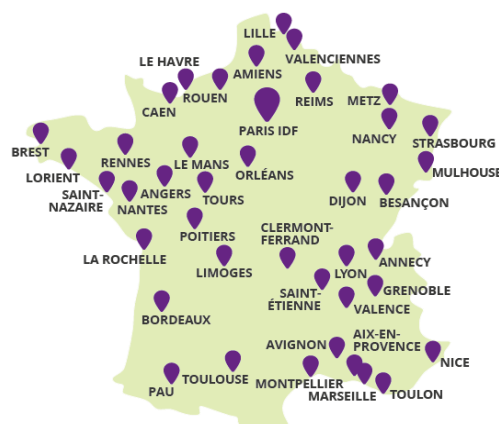 LILLE
VALENCIENNES
LE HAVRE
AMIENS
ROUEN
REIMS
METZ
CAEN
PARIS IDF
NANCY
STRASBOURG
BREST
RENNES
LE MANS
ORLÉANS
MULHOUSE
LORIENT
SAINT-
NAZAIRE
ANGERS
NANTES
TOURS
DIJON
BESANÇON
POITIERS
CLERMONT-
FERRAND
LA ROCHELLE
LIMOGES
LYON
ANNECY
SAINT-
ÉTIENNE
GRENOBLE
VALENCE
BORDEAUX
AVIGNON
AIX-EN-
PROVENCE
NICE
PAU
TOULOUSE
MONTPELLIER
MARSEILLE
TOULON